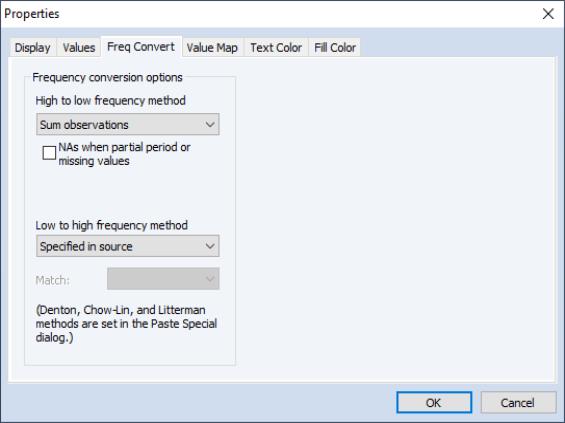 Properties
Display Values Freq Convert Value Map Text Color Fill Color
Frequency conversion options
High to low frequency method
Sum observations
NAs when partial period or
missing values
Low to high frequency method
Specified in source
Match:
(Denton, Chow-Lin, and Litterman
methods are set in the Paste Special
dialog.)
OK Cancel